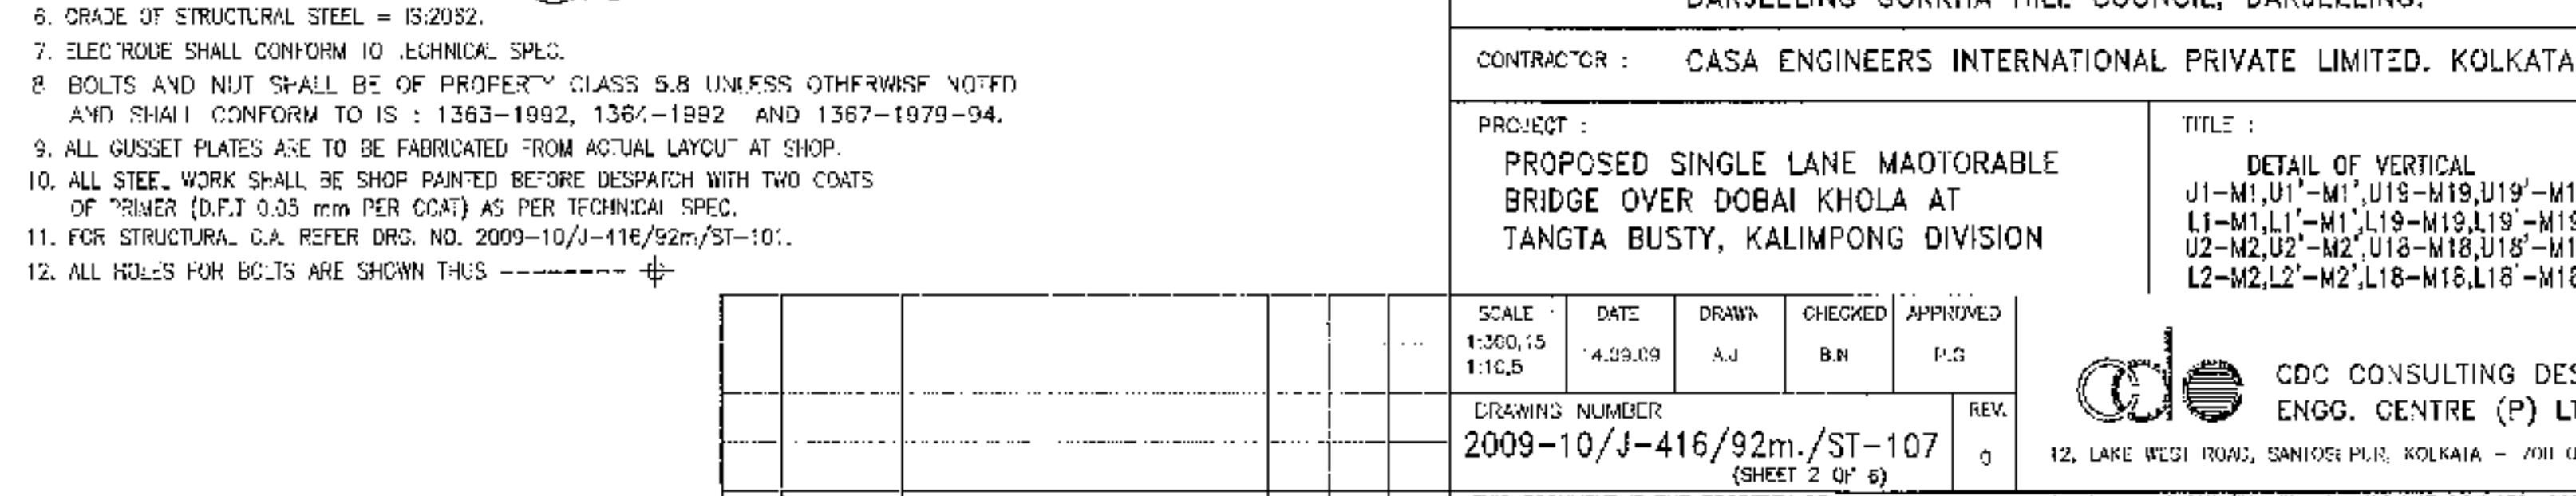 6. GRADE OF STRUCTURAL STEEL = IS:2062.
7. ELECTRODE SHALL CONFORM TO TECHNICAL SPEC.
8 BOLTS AND NUT SHALL BE OF PROPERTY CLASS 5.8 UNLESS OTHERWISE NOTED
AND SHALL CONFORM TO IS : 1363-1992, 1364-1992 AND 1367-1979-94.
9. ALL GUSSET PLATES ARE TO BE FABRICATED FROM ACTUAL LAYOUT AT SHOP.
10. ALL STEEL WORK SHALL BE SHOP PAINTED BEFORE DESPATCH WITH TWO COATS
OF PRIMER (D.F.T mm PER COAT) AS PER TECHNICAL SPEC.
11. FOR STRUCTURAL G.A. REFER DRG. NO. 2009-10/J-416/92m/ST-101.
12. ALL HOLES FOR BOLTS ARE SHOWN THUS
DARJEELING GORKHA HILL COUNCIL, DARJEELING.
CONTRACTOR : CASA ENGINEERS INTERNATIONAL PRIVATE LIMITED. KOLKATA
PROJECT :
PROPOSED SINGLE LANE MAOTORABLE
BRIDGE OVER DOBAI KHOLA AT
TANGTA BUSTY, KALIMPONG DIVISION
TITLE :
DETAIL OF VERTICAL
U1-M1,U1'-M1',U19-M19,U19'-M1
L1-M1,L1'-M1',L19-M19,L19'-M19
U2-M2,U2'-M2',U18-M18,U18'-M1
L2-M2,L2'-M2',L18-M18,L18'-M18
SCALE DATE DRAWN CHECKED APPROVED
1:300,15 14.09.09 A.J B.N P.G
1:10,5
DRAWING NUMBER REV.
2009-10/J-416/92m./ST-107 0
(SHEET 2 OF 6)
cdc
CDC CONSULTING DES
ENGG. CENTRE (P) LT
12, LAKE WEST ROAD, SANTOSHPUR, KOLKATA - 700 0